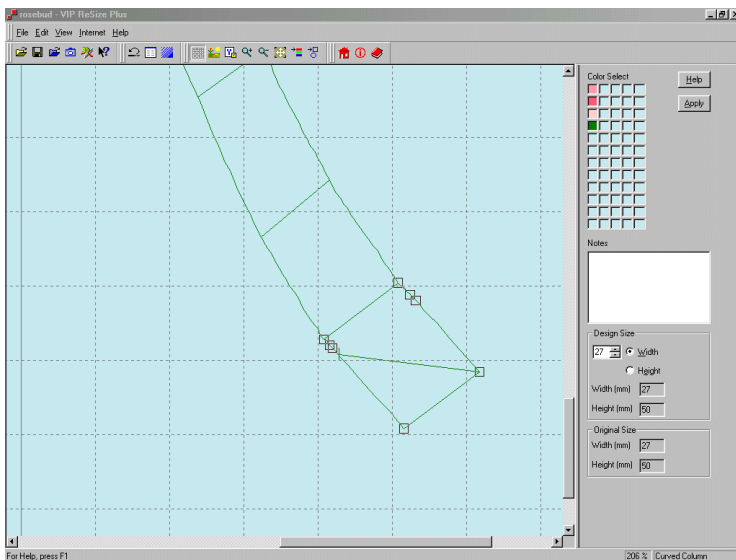 rosebud - VIP ReSize Plus
File Edit View Internet Help
Color Select
Help
Apply
Notes
Design Size
27 Width
Height
Width (mm) 27
Height (mm) 50
Original Size
Width (mm) 27
Height (mm) 50
For Help, press F1
206 % Curved Column